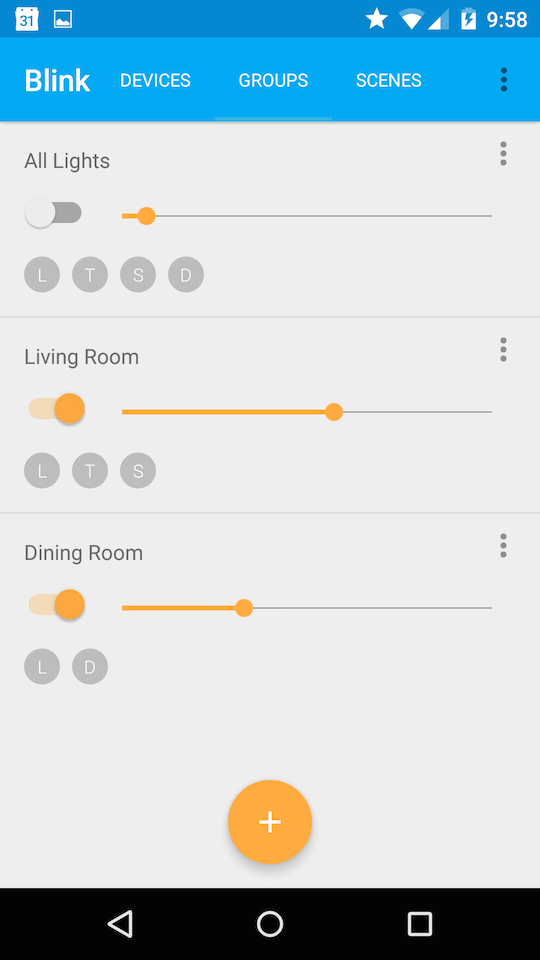 31 9:58
Blink DEVICES GROUPS SCENES
All Lights
L T S D
Living Room
L T S
Dining Room
L D
+